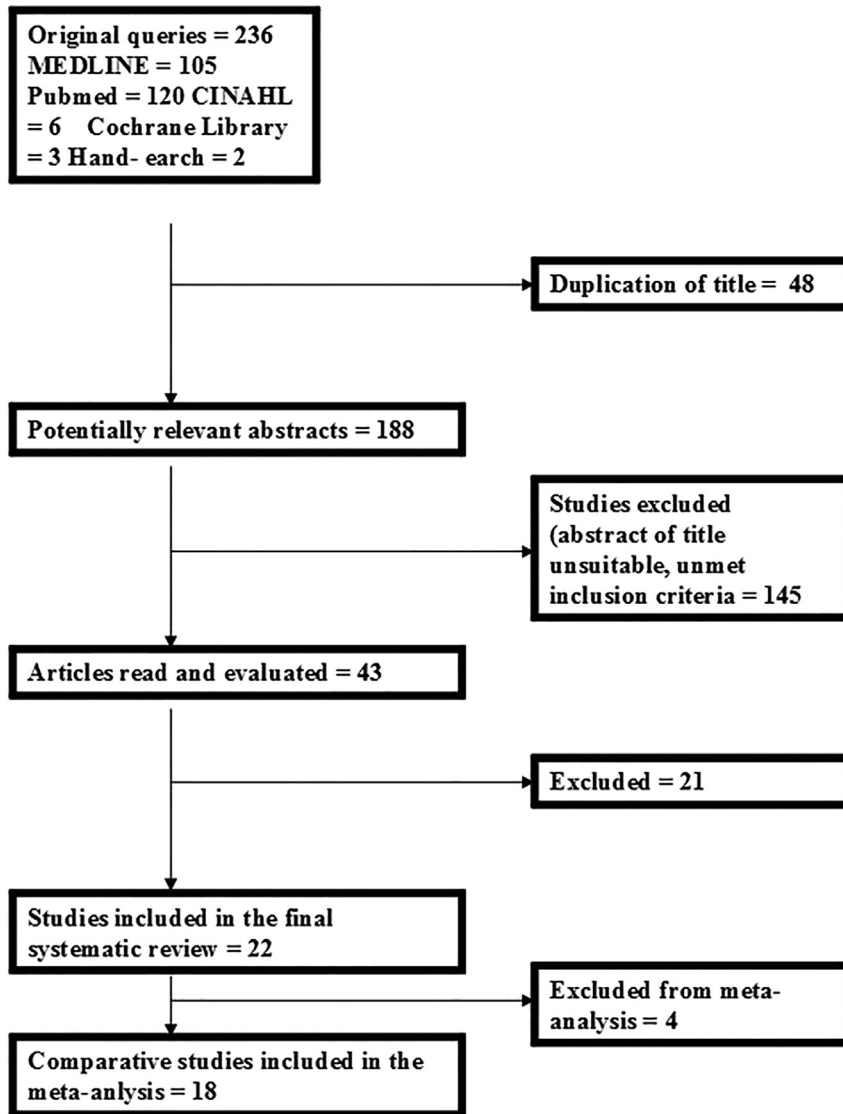 Original queries = 236
MEDLINE = 105
Pubmed = 120 CINAHL
= 6 Cochrane Library
= 3 Hand- earch = 2
Duplication of title = 48
Potentially relevant abstracts = 188
Studies excluded
(abstract of title
unsuitable, unmet
inclusion criteria = 145
Articles read and evaluated = 43
Excluded = 21
Studies included in the final
systematic review = 22
Excluded from meta-
analysis = 4
Comparative studies included in the
meta-anlysis = 18